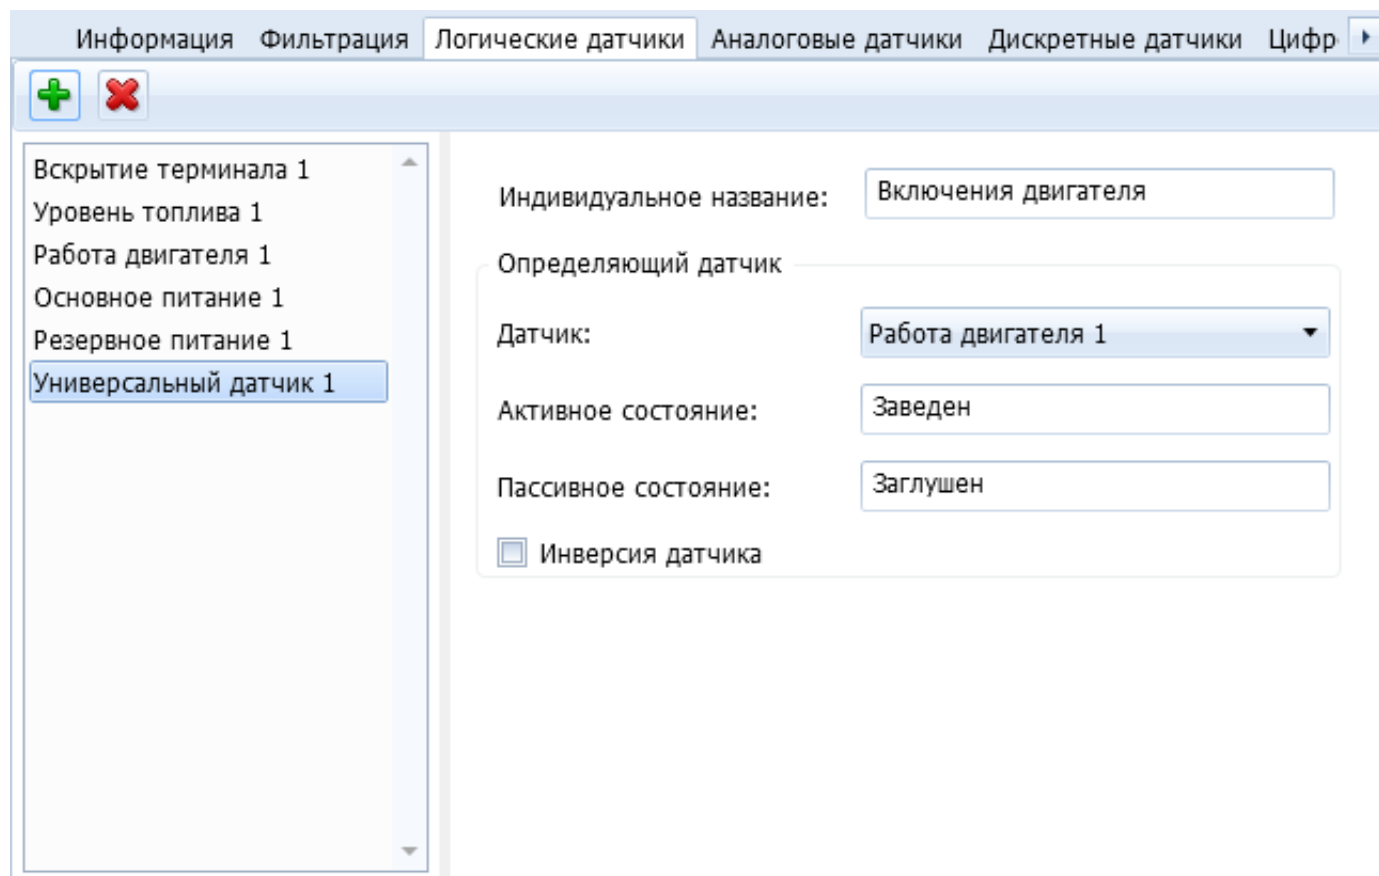 Информация Фильтрация Логические датчики Аналоговые датчики Дискретные датчики Цифр
Вскрытие терминала 1
Уровень топлива 1
Работа двигателя 1
Основное питание 1
Резервное питание 1
Универсальный датчик 1
Индивидуальное название: Включения двигателя
Определяющий датчик
Датчик: Работа двигателя 1
Активное состояние: Заведен
Пассивное состояние: Заглушен
Инверсия датчика